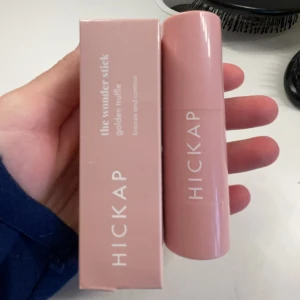 the wonder stick
golden truffle
bronze and contour
HICKAP
HICKAP